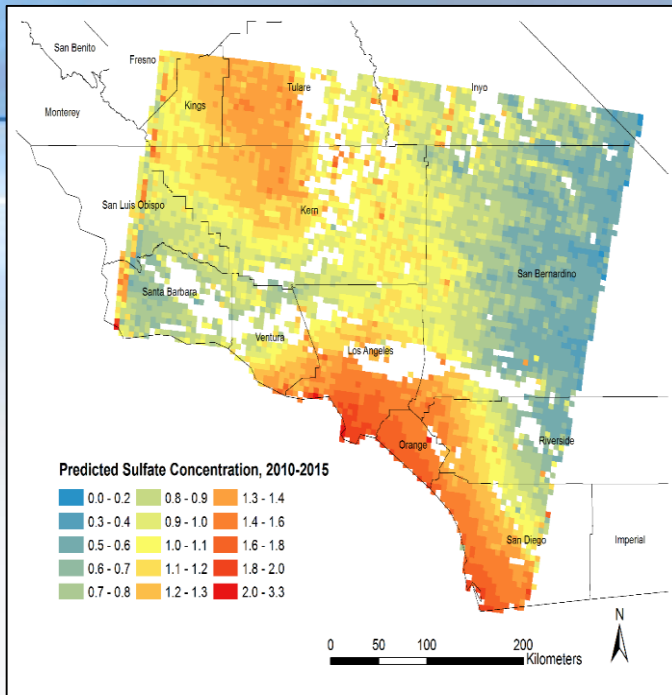 San Benito
Fresno
Tulare
Inyo
Kings
Monterey
San Luis Obispo
Kern
San Bernardino
Santa Barbara
Ventura
Los Angeles
Orange
Riverside
San Diego
Imperial
Predicted Sulfate Concentration, 2010-2015
0.0 - 0.2 0.8 - 0.9 1.3 - 1.4
0.3 - 0.4 0.9 - 1.0 1.4 - 1.6
0.5 - 0.6 1.0 - 1.1 1.6 - 1.8
0.6 - 0.7 1.1 - 1.2 1.8 - 2.0
0.7 - 0.8 1.2 - 1.3 2.0 - 3.3
N
0 50 100 200
Kilometers